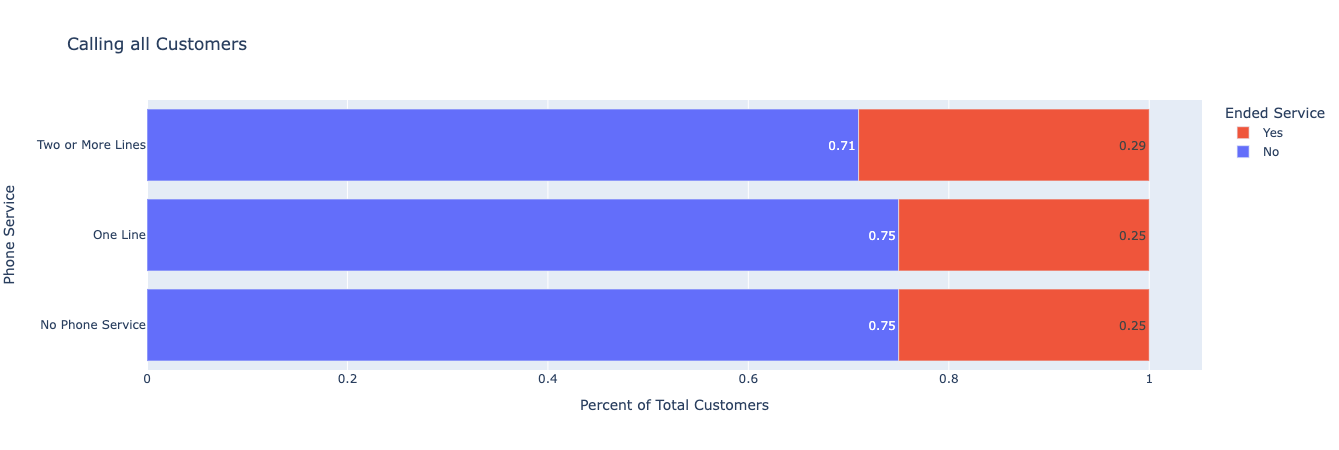 Calling all Customers
Ended Service
Yes
No
Phone Service
Two or More Lines
0.71
0.29
One Line
0.75
0.25
No Phone Service
0.75
0.25
0
0.2
0.4
0.6
0.8
1
Percent of Total Customers